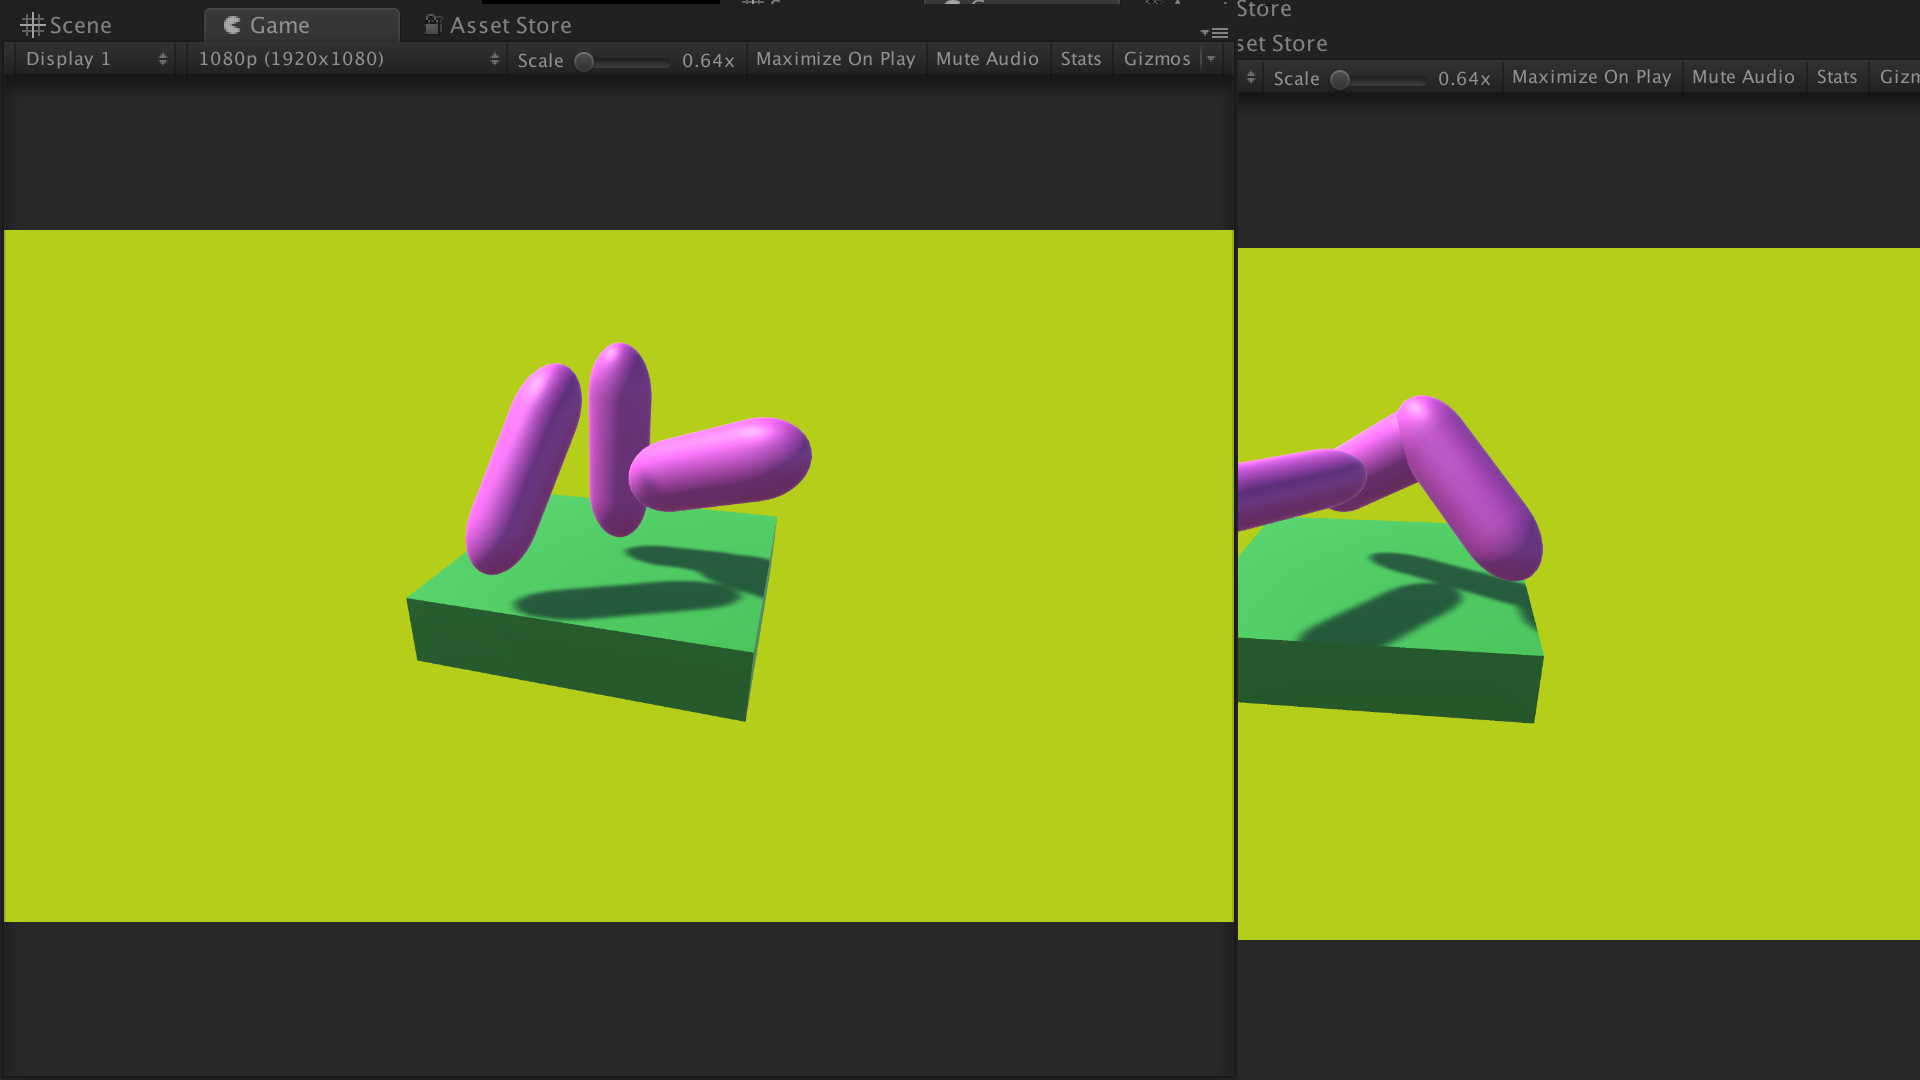 Store
Scene
Game
Asset Store
set Store
Display 1
1080p (1920x1080)
Scale
0.64x
Maximize On Play
Mute Audio
Stats
Gizmos
Scale
0.64x
Maximize On Play
Mute Audio
Stats
Gizm